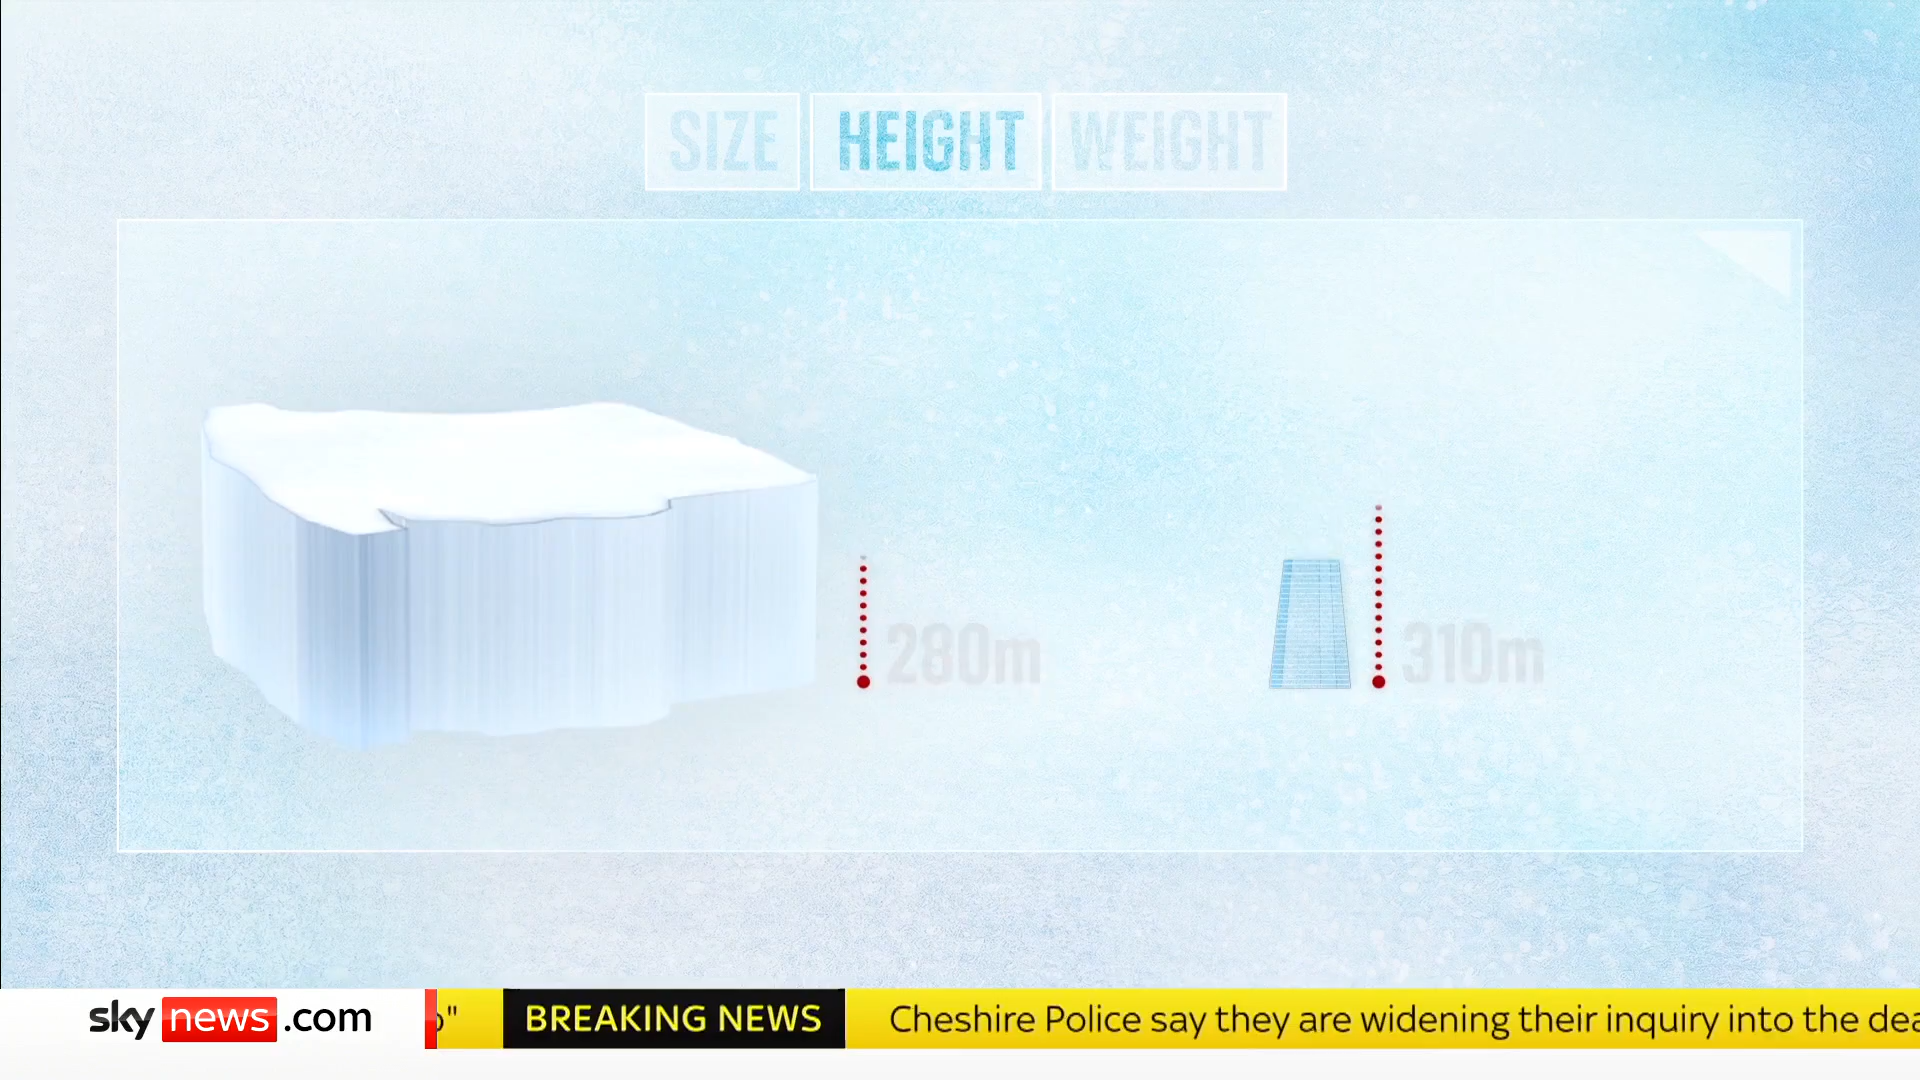 SIZE HEIGHT WEIGHT
280m 310m
sky news .com
" BREAKING NEWS Cheshire Police say they are widening their inquiry into the